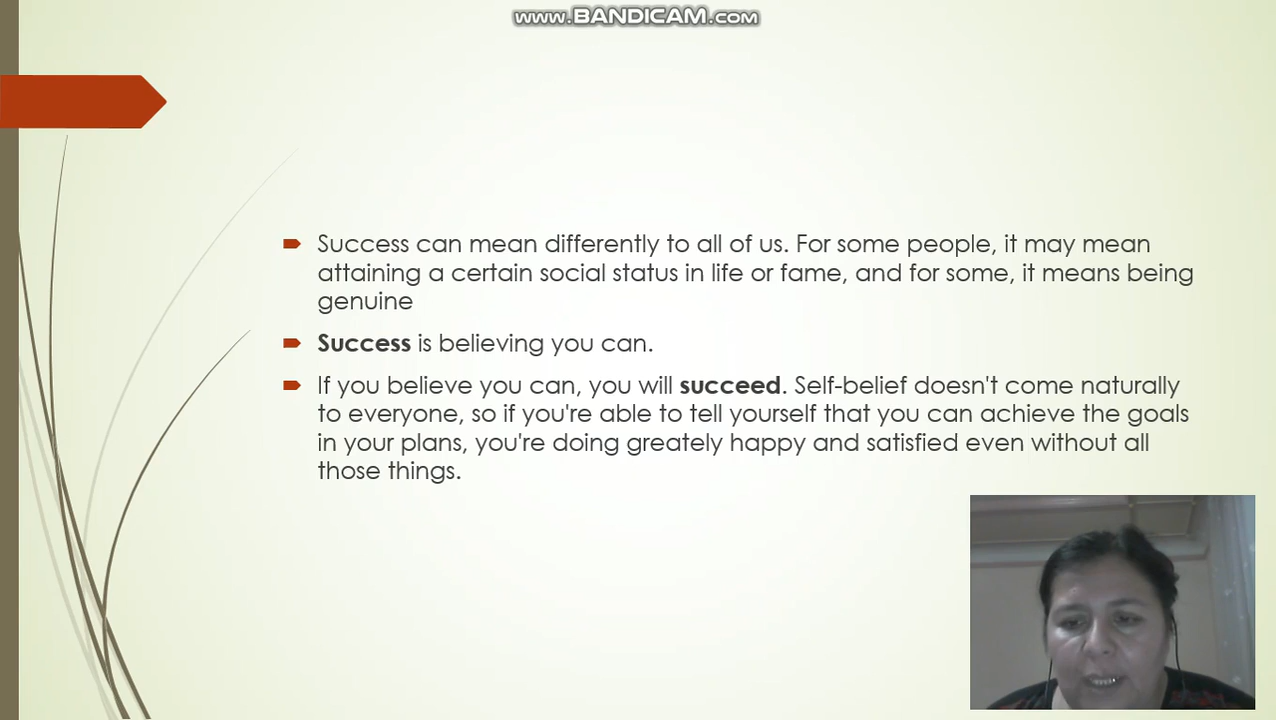 www.BANDICAM.com
Success can mean differently to all of us. For some people, it may mean
attaining a certain social status in life or fame, and for some, it means being
genuine
Success is believing you can.
If you believe you can, you will succeed. Self-belief doesn't come naturally
to everyone, so if you're able to tell yourself that you can achieve the goals
in your plans, you're doing greately happy and satisfied even without all
those things.